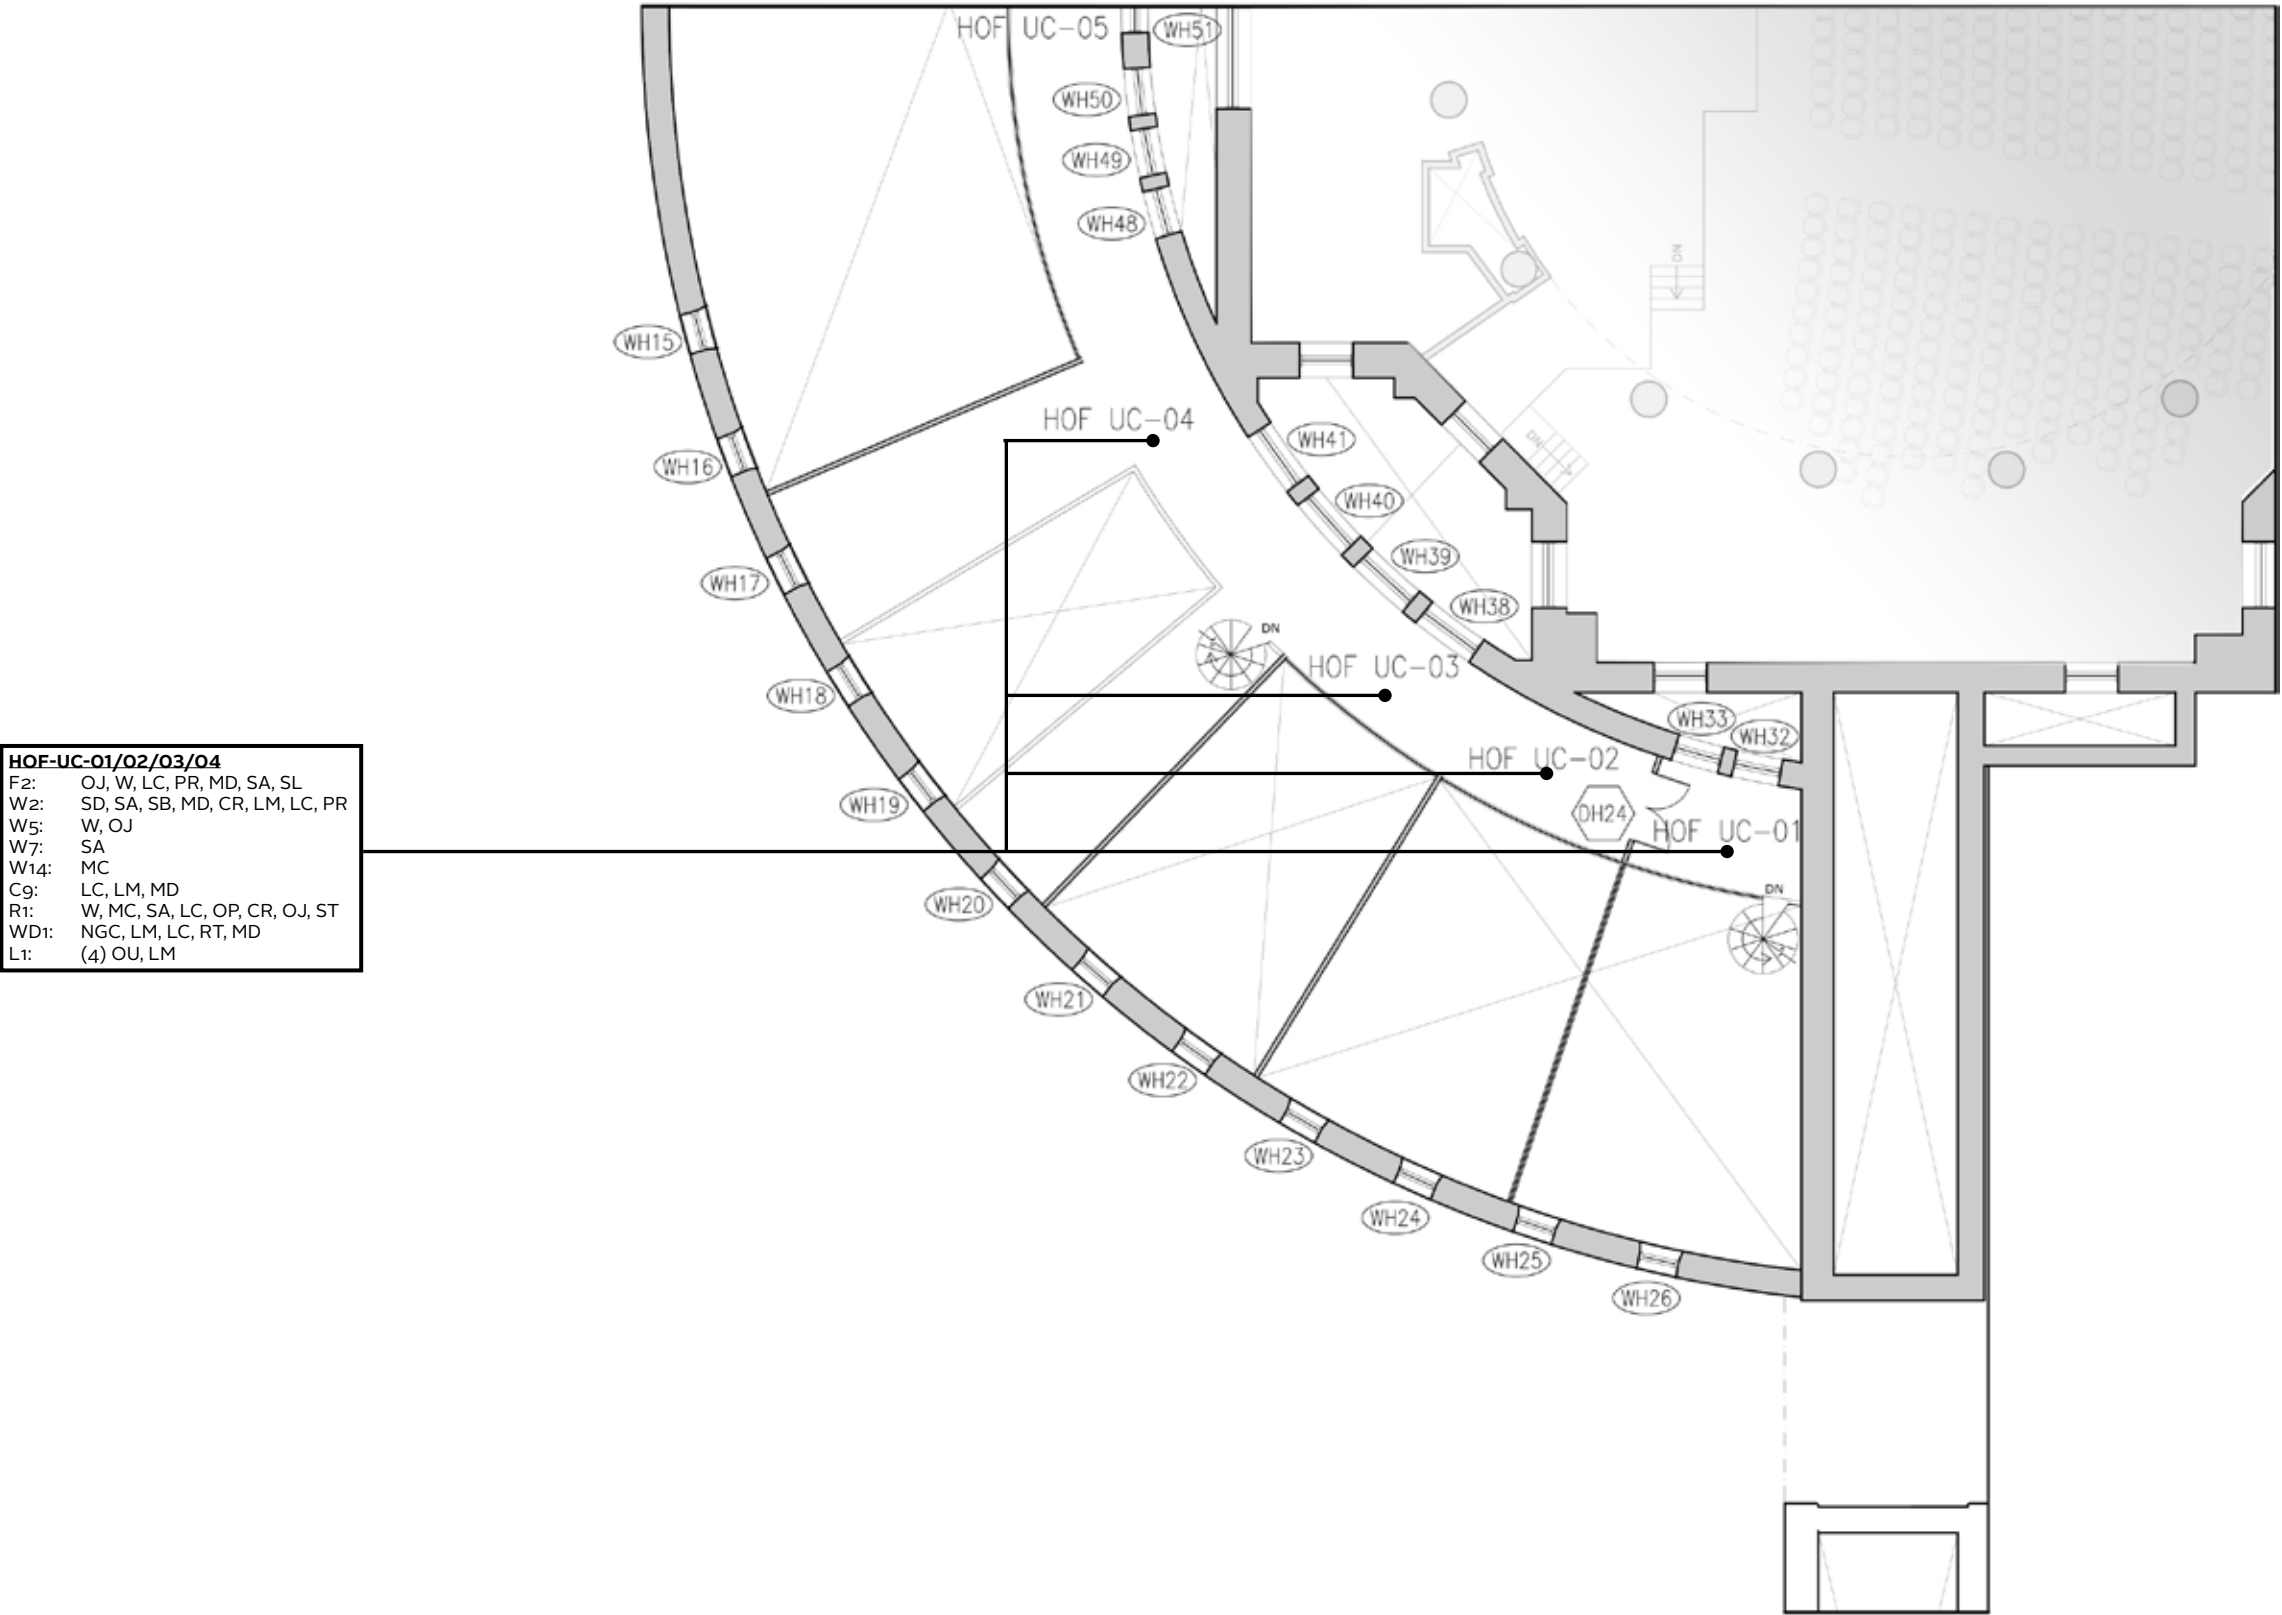 HOF UC-05
WH51
WH50
WH49
WH48
DN
WH15
HOF UC-04
WH41
DN
WH16
WH40
WH39
WH17
WH38
DN
HOF UC-03
WH18
WH33
WH32
HOF UC-02
HOF-UC-01/02/03/04
F2: OJ, W, LC, PR, MD, SA, SL
W2: SD, SA, SB, MD, CR, LM, LC, PR
W5: W, OJ
W7: SA
W14: MC
C9: LC, LM, MD
R1: W, MC, SA, LC, OP, CR, OJ, ST
WD1: NGC, LM, LC, RT, MD
L1: (4) OU, LM
WH19
DH24
HOF UC-01
DN
WH20
WH21
WH22
WH23
WH24
WH25
WH26